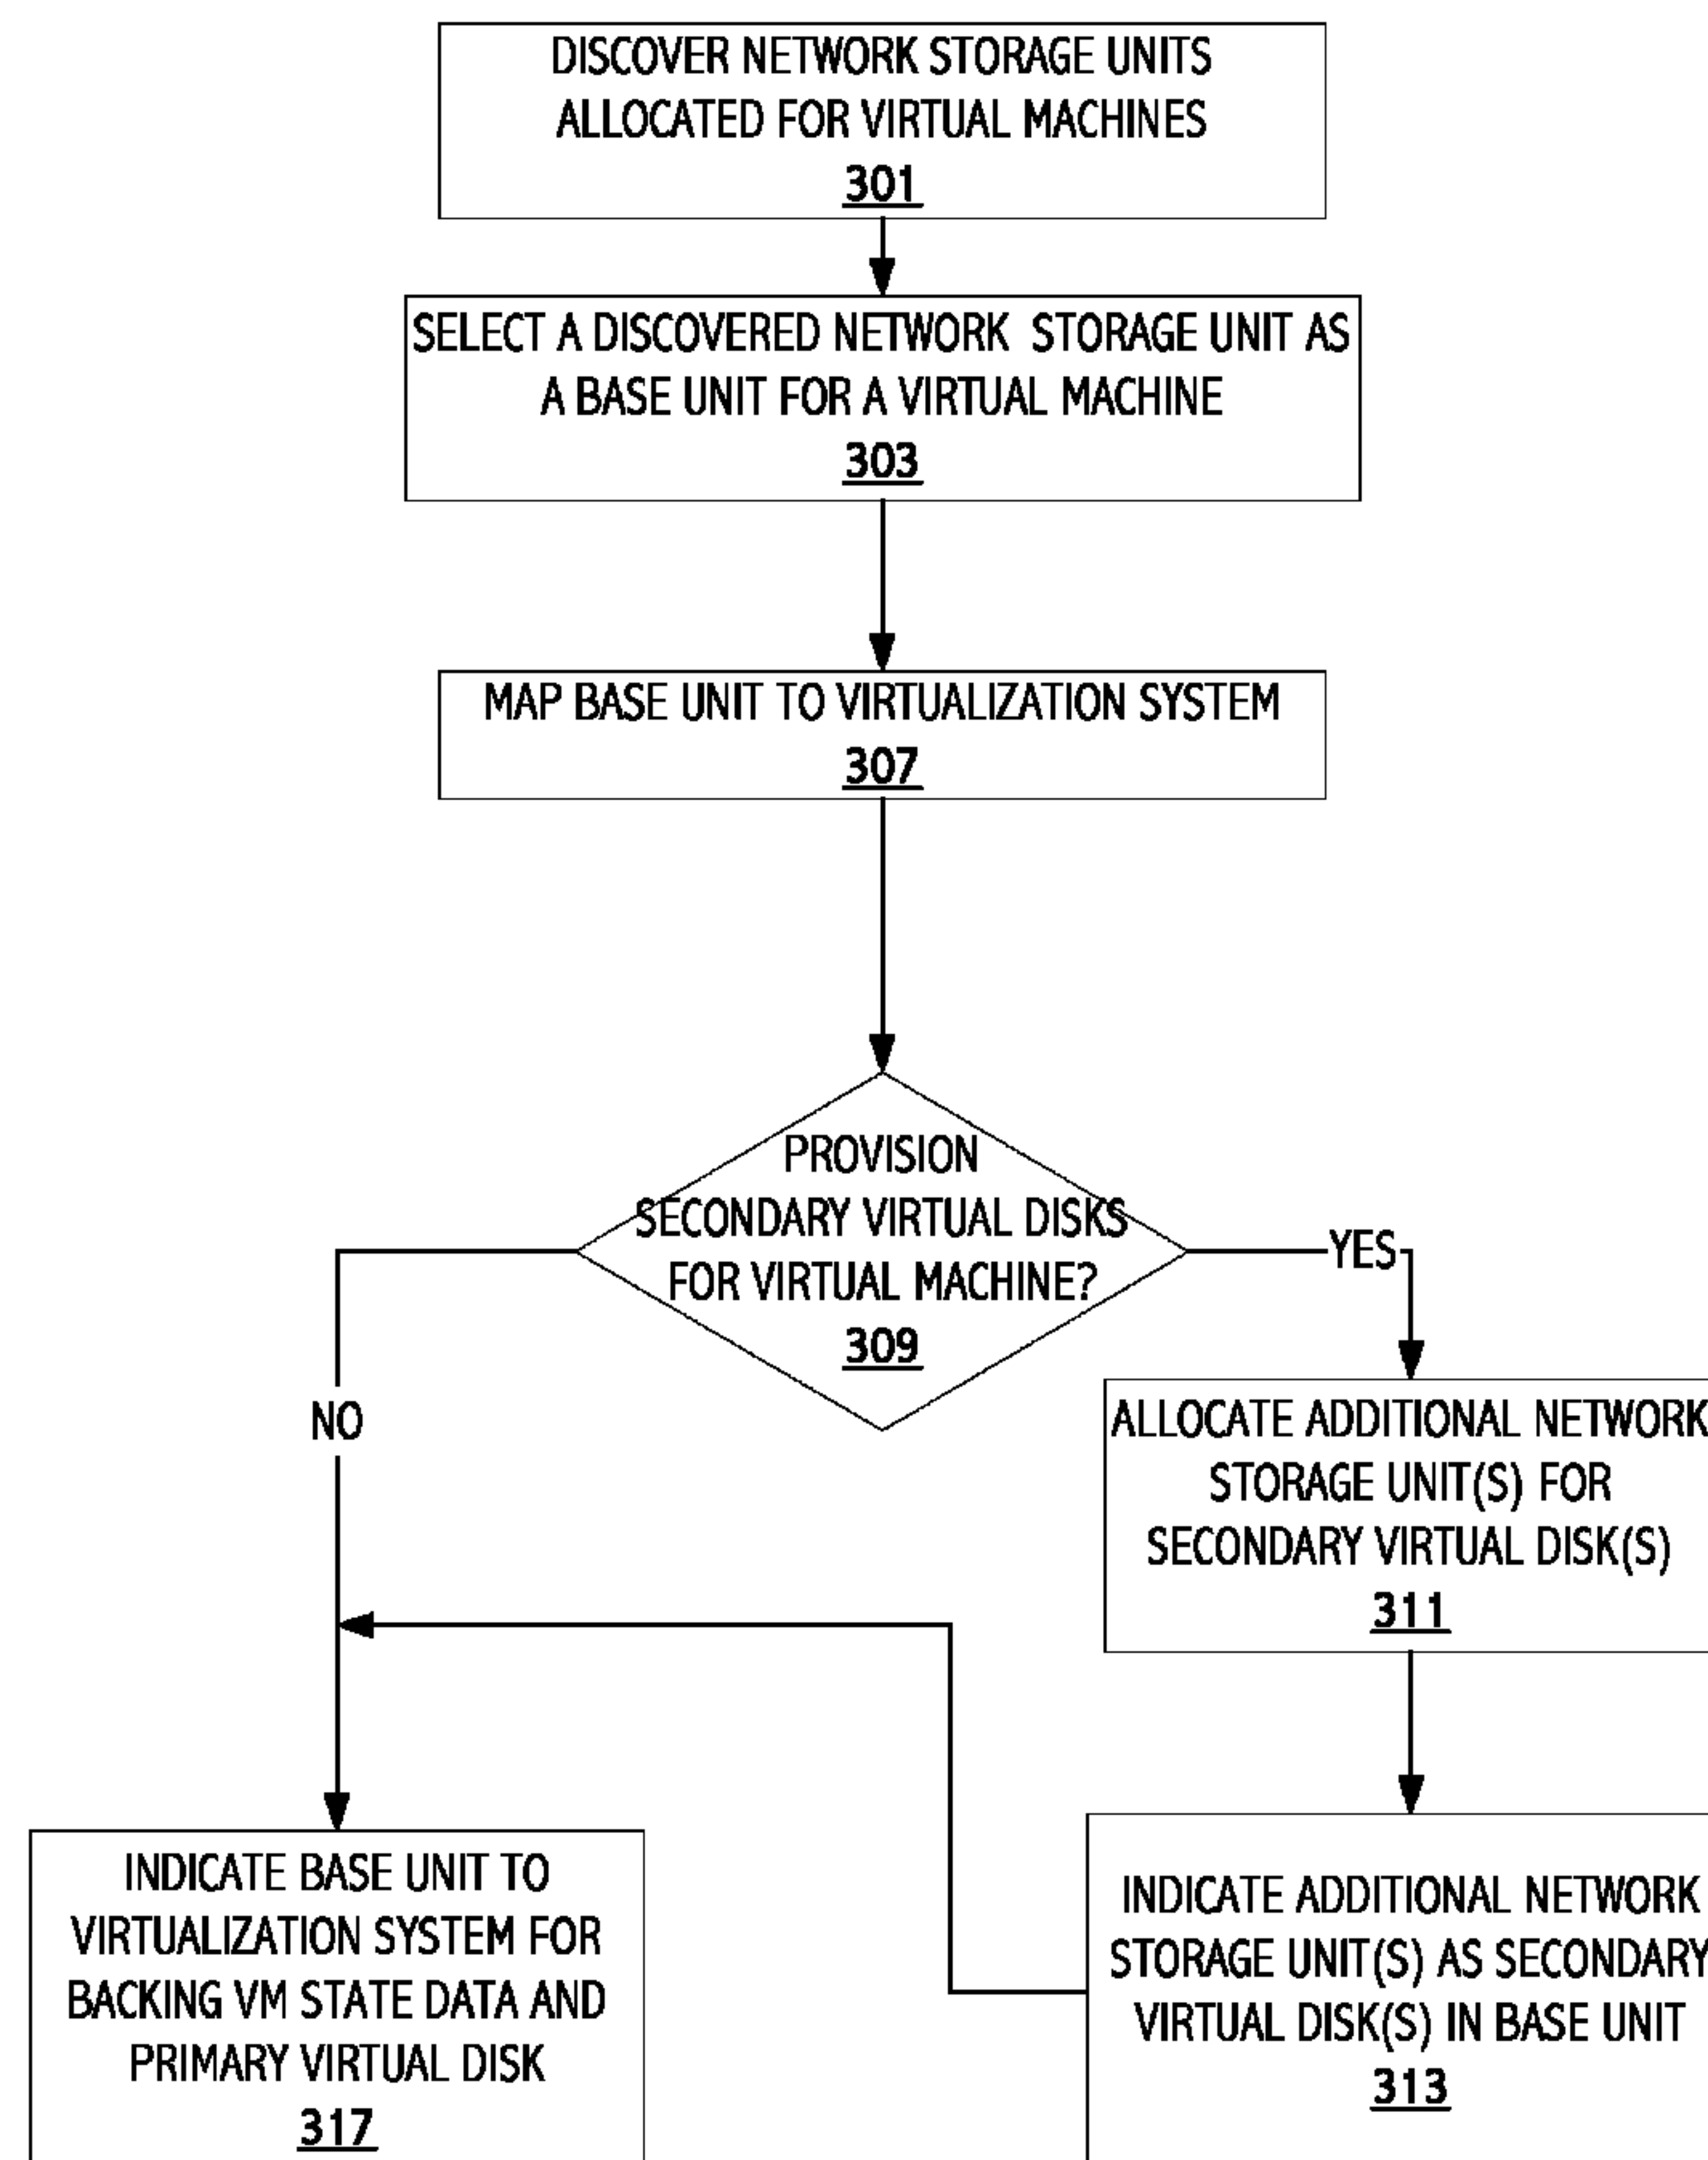 DISCOVER NETWORK STORAGE UNITS
ALLOCATED FOR VIRTUAL MACHINES
301
SELECT A DISCOVERED NETWORK STORAGE UNIT AS
A BASE UNIT FOR A VIRTUAL MACHINE
303
MAP BASE UNIT TO VIRTUALIZATION SYSTEM
307
PROVISION
SECONDARY VIRTUAL DISKS
FOR VIRTUAL MACHINE?
309
YES
NO
ALLOCATE ADDITIONAL NETWORK
STORAGE UNIT(S) FOR
SECONDARY VIRTUAL DISK(S)
311
INDICATE ADDITIONAL NETWORK
STORAGE UNIT(S) AS SECONDARY
VIRTUAL DISK(S) IN BASE UNIT
313
INDICATE BASE UNIT TO
VIRTUALIZATION SYSTEM FOR
BACKING VM STATE DATA AND
PRIMARY VIRTUAL DISK
317